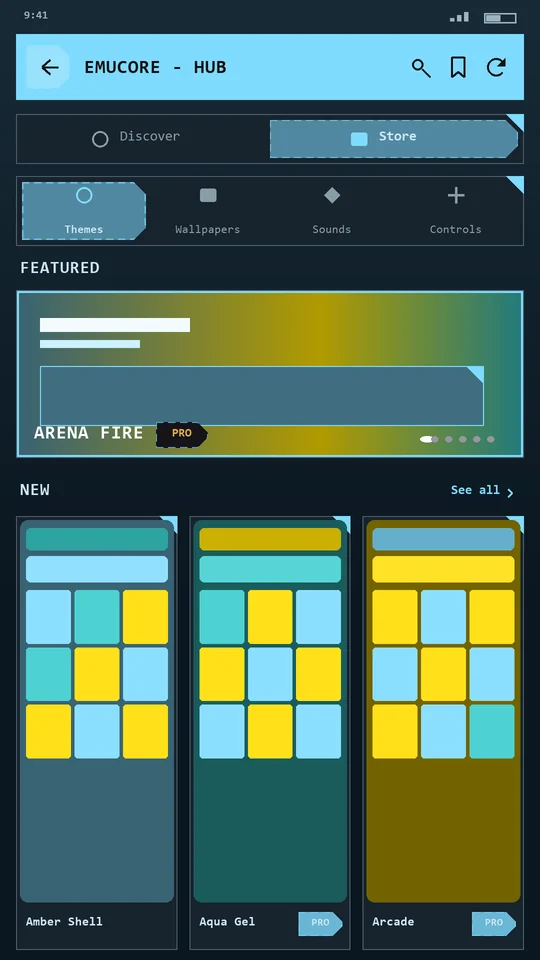 9:41
EMUCORE - HUB
Discover
Store
Themes
Wallpapers
Sounds
Controls
FEATURED
ARENA FIRE
PRO
NEW
See all
Amber Shell
Aqua Gel
PRO
Arcade
PRO